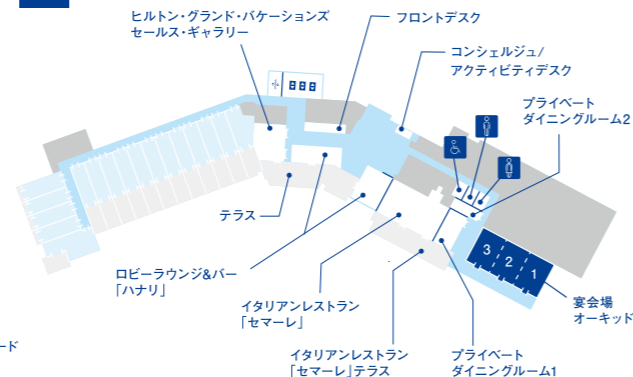 ヒルトン・グランド・バケーションズ
セールス・ギャラリー
フロントデスク
コンシェルジュ/
アクティビティデスク
プライベート
ダイニングルーム2
テラス
ロビーラウンジ&バー
「ハナリ」
イタリアンレストラン
「セマーレ」
イタリアンレストラン
「セマーレ」テラス
プライベート
ダイニングルーム1
3 2 1
宴会場
オーキッド
ード